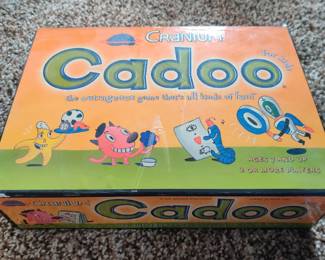 CRANIUM
Cadoo
for kids
the outrageous game that's all kinds of fun!
AGES 7 AND UP
2 OR MORE PLAYERS
CRANIUM
Cadoo